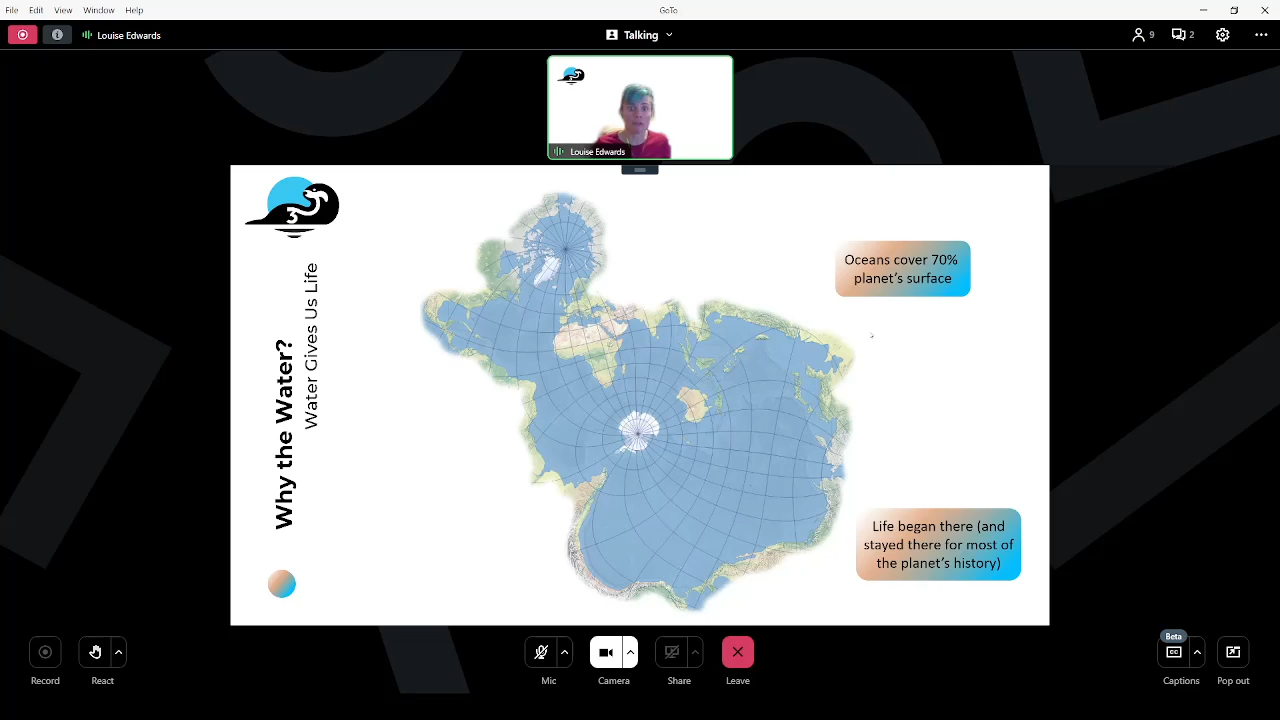 File Edit View Window Help
GoTo
Louise Edwards
Talking
9
2
Louise Edwards
3
Why the Water?
Water Gives Us Life
Oceans cover 70%
planet's surface
Life began there (and
stayed there for most of
the planet's history)
Record
React
Mic
Camera
Share
Leave
Beta
CC
Captions
Pop out